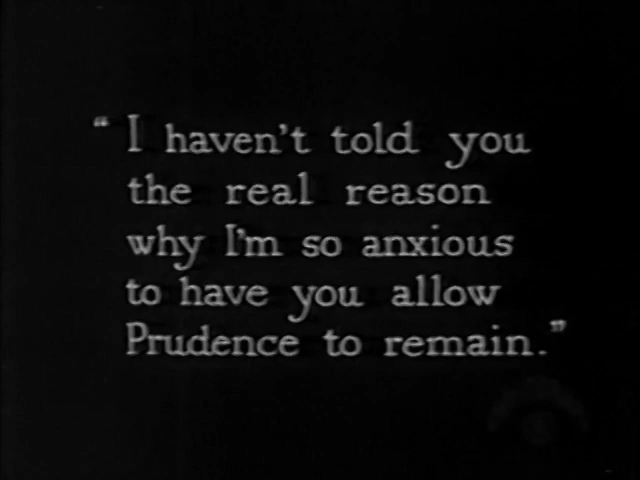 “ I haven't told you
the real reason
why I'm so anxious
to have you allow
Prudence to remain.”